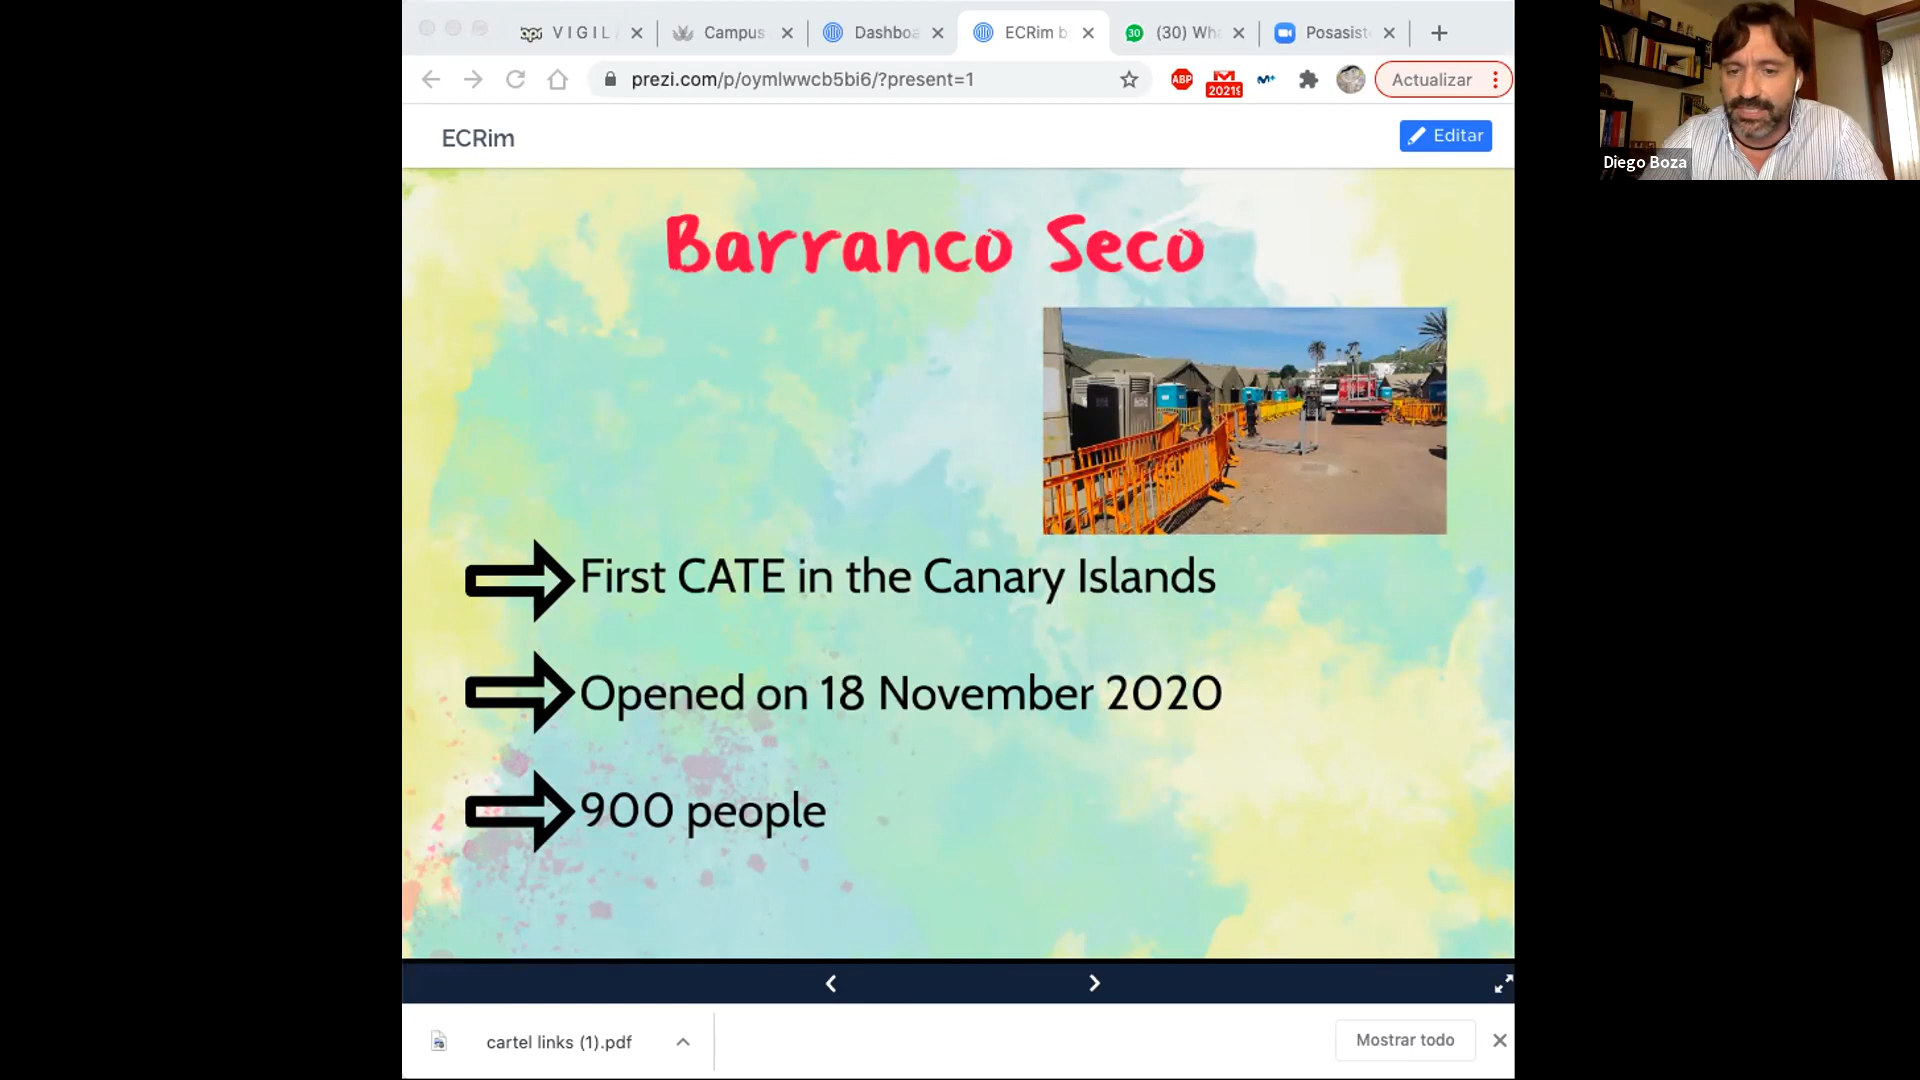 V I G I L
Campus
Dashboa
ECRim b
30
(30) Wh
Posasist
prezi.com/p/oymlwwcb5bi6/?present=1
ABP
2021
Actualizar
ECRim
Editar
Diego Boza
Barranco Seco
First CATE in the Canary Islands
Opened on 18 November 2020
900 people
cartel links (1).pdf
Mostrar todo